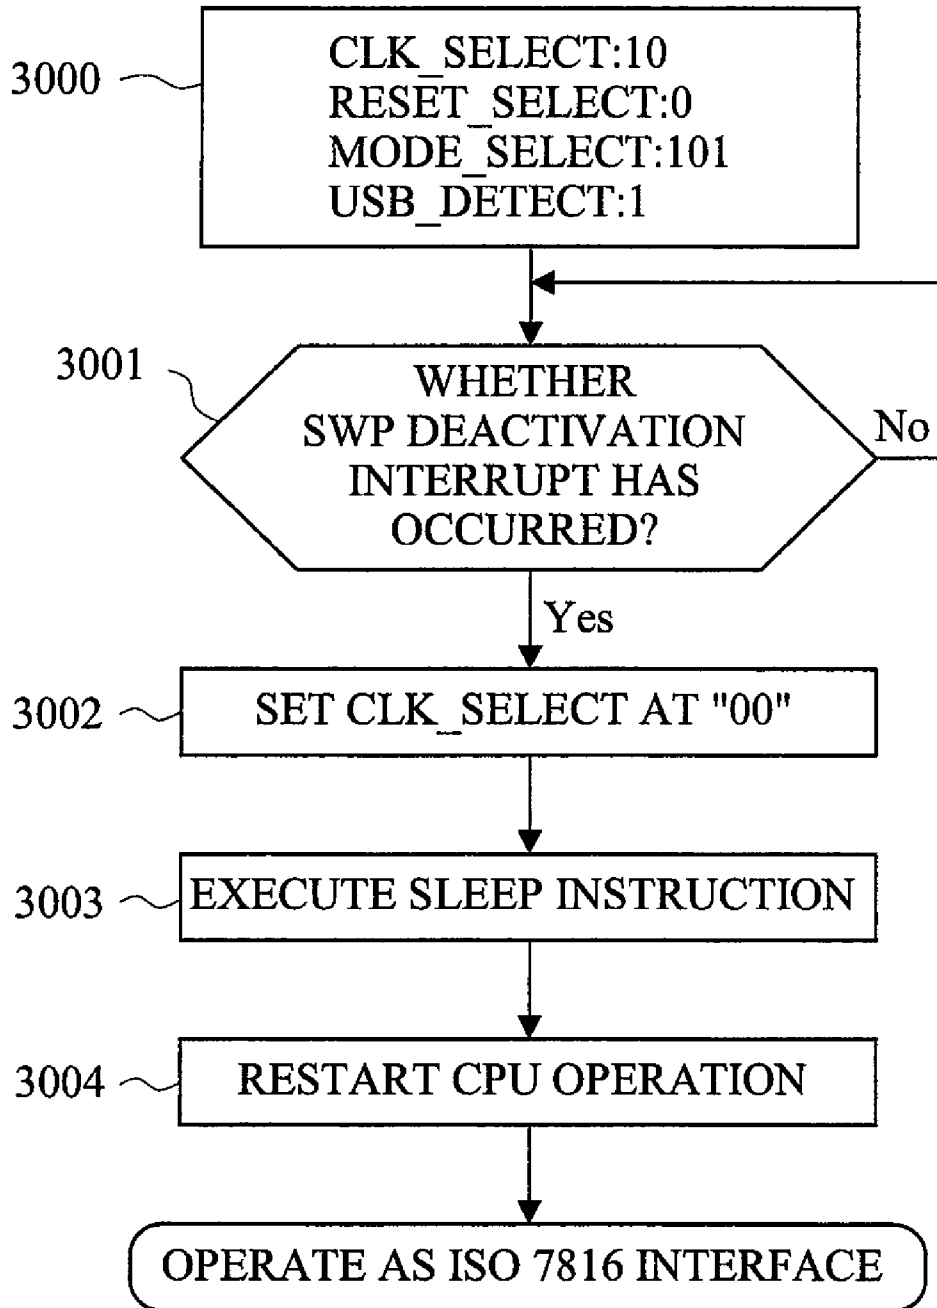 3000
CLK_SELECT:10
RESET_SELECT:0
MODE_SELECT:101
USB_DETECT:1
3001
WHETHER
SWP DEACTIVATION
INTERRUPT HAS
OCCURRED?
No
Yes
3002
SET CLK_SELECT AT "00"
3003
EXECUTE SLEEP INSTRUCTION
3004
RESTART CPU OPERATION
OPERATE AS ISO 7816 INTERFACE